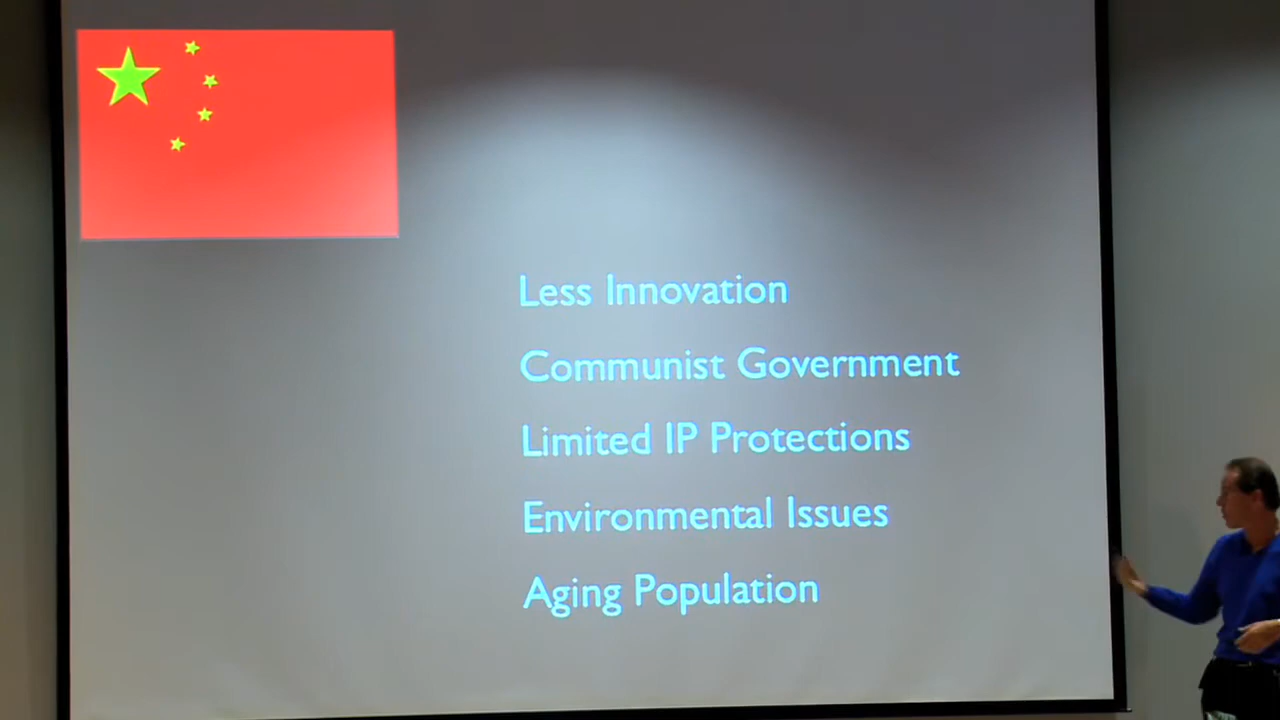 Less Innovation
Communist Government
Limited IP Protections
Environmental Issues
Aging Population